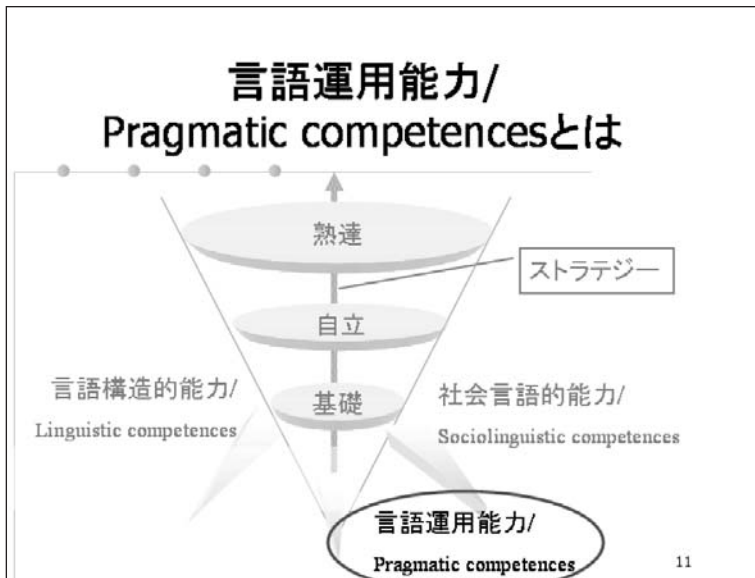 言語運用能力/
Pragmatic competencesとは
熟達
ストラテジー
自立
言語構造的能力/
Linguistic competences
基礎
社会言語的能力/
Sociolinguistic competences
言語運用能力/
Pragmatic competences
11